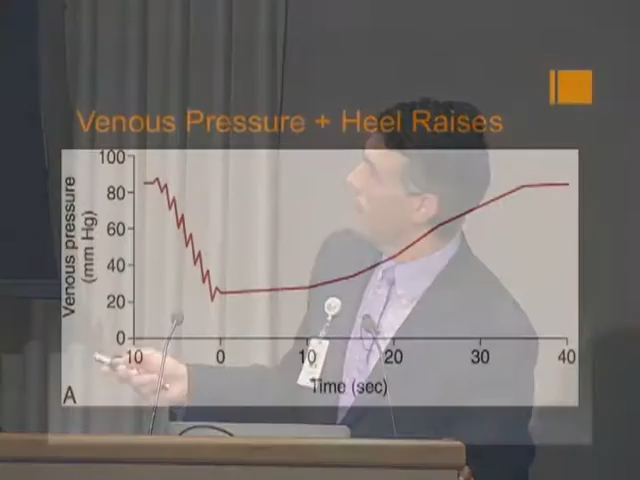 Venous Pressure + Heel Raises
Venous pressure
(mm Hg)
100
80
60
40
20
0
10 0 10 20 30 40
Time (sec)
A